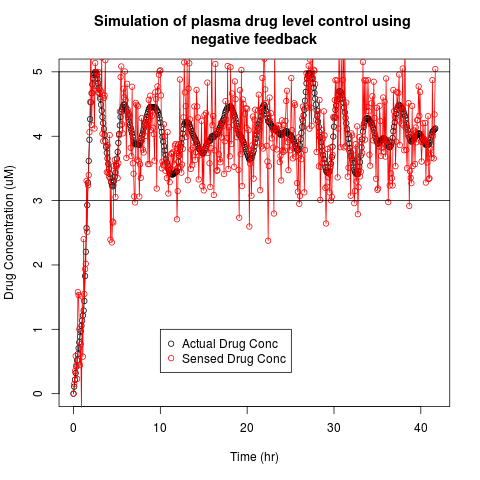 Simulation of plasma drug level control using
negative feedback
Drug Concentration (uM)
5
4
3
2
1
0
Actual Drug Conc
Sensed Drug Conc
0 10 20 30 40
Time (hr)